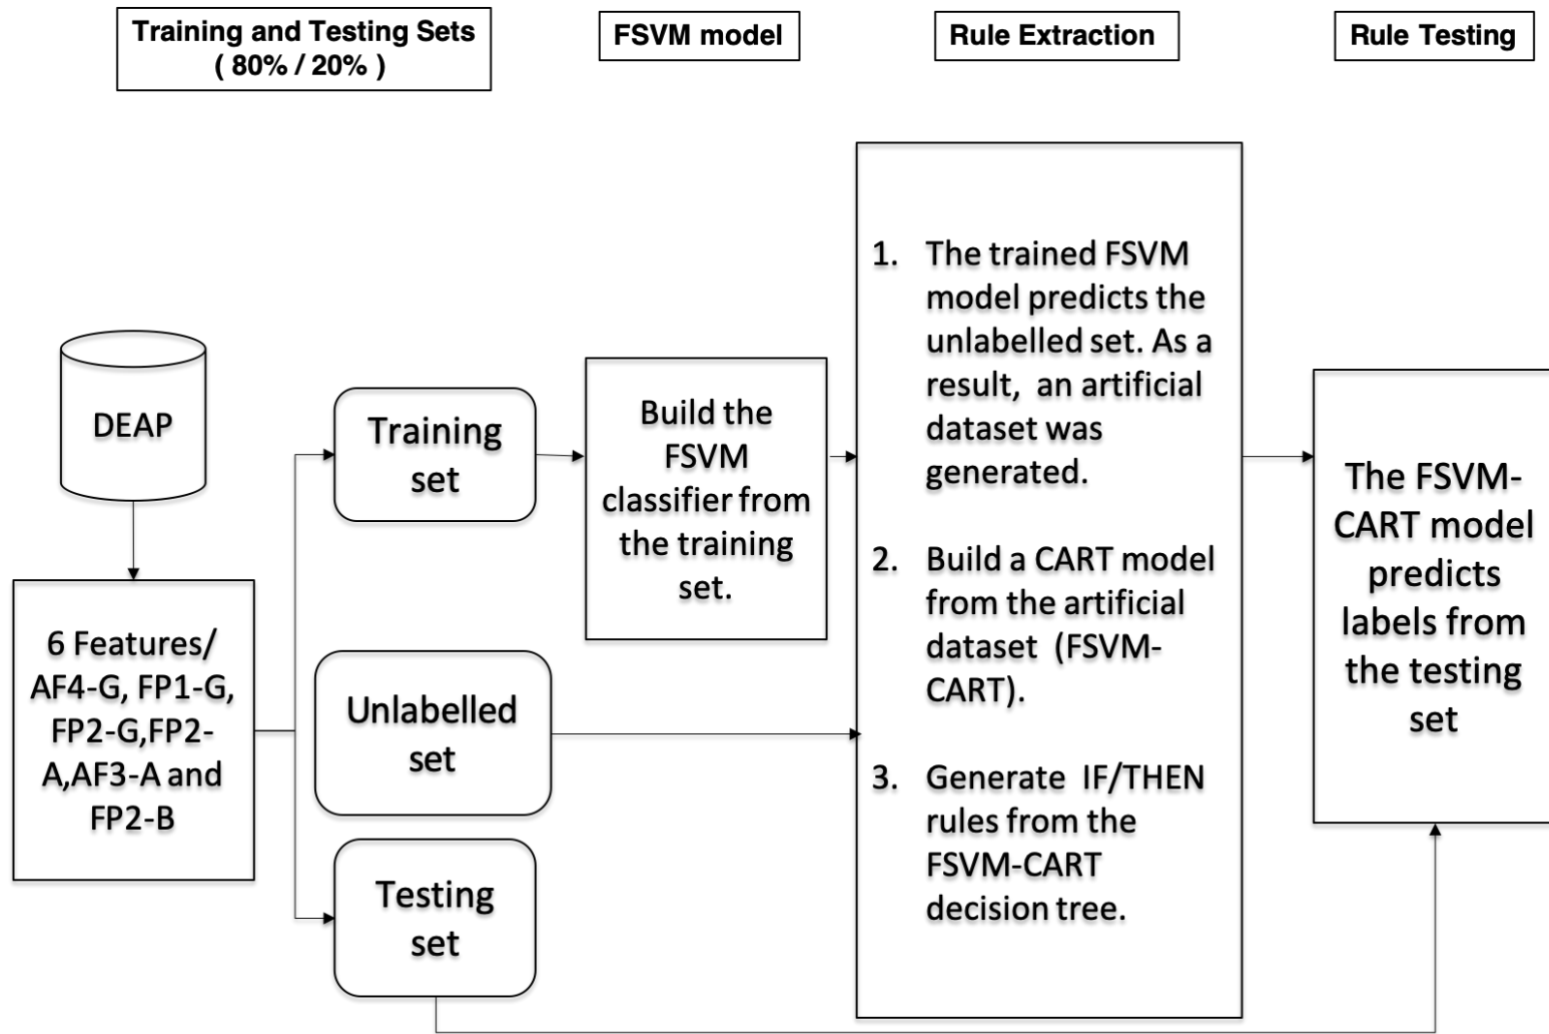 Training and Testing Sets
( 80% / 20% )
FSVM model
Rule Extraction
Rule Testing
DEAP
6 Features/
AF4-G, FP1-G,
FP2-G,FP2-
A,AF3-A and
FP2-B
Training
set
Unlabelled
set
Testing
set
Build the
FSVM
classifier from
the training
set.
1. The trained FSVM
model predicts the
unlabelled set. As a
result, an artificial
dataset was
generated.
2. Build a CART model
from the artificial
dataset (FSVM-
CART).
3. Generate IF/THEN
rules from the
FSVM-CART
decision tree.
The FSVM-
CART model
predicts
labels from
the testing
set